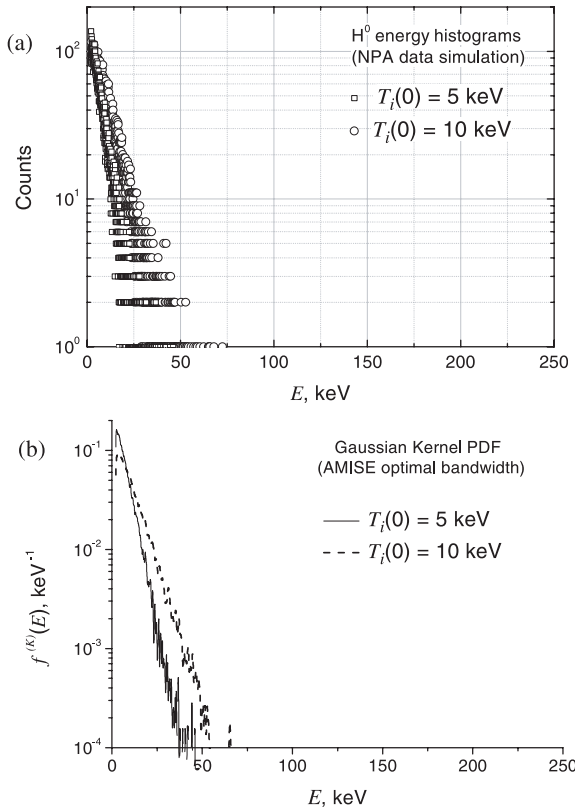 (a)
H⁰ energy histograms
(NPA data simulation)
Tᵢ(0) = 5 keV
Tᵢ(0) = 10 keV
Counts
10²
10¹
10⁰
0 50 100 150 200 250
E, keV
(b)
Gaussian Kernel PDF
(AMISE optimal bandwidth)
Tᵢ(0) = 5 keV
Tᵢ(0) = 10 keV
f⁽ᴷ⁾(E), keV⁻¹
10⁻¹
10⁻²
10⁻³
10⁻⁴
0 50 100 150 200 250
E, keV